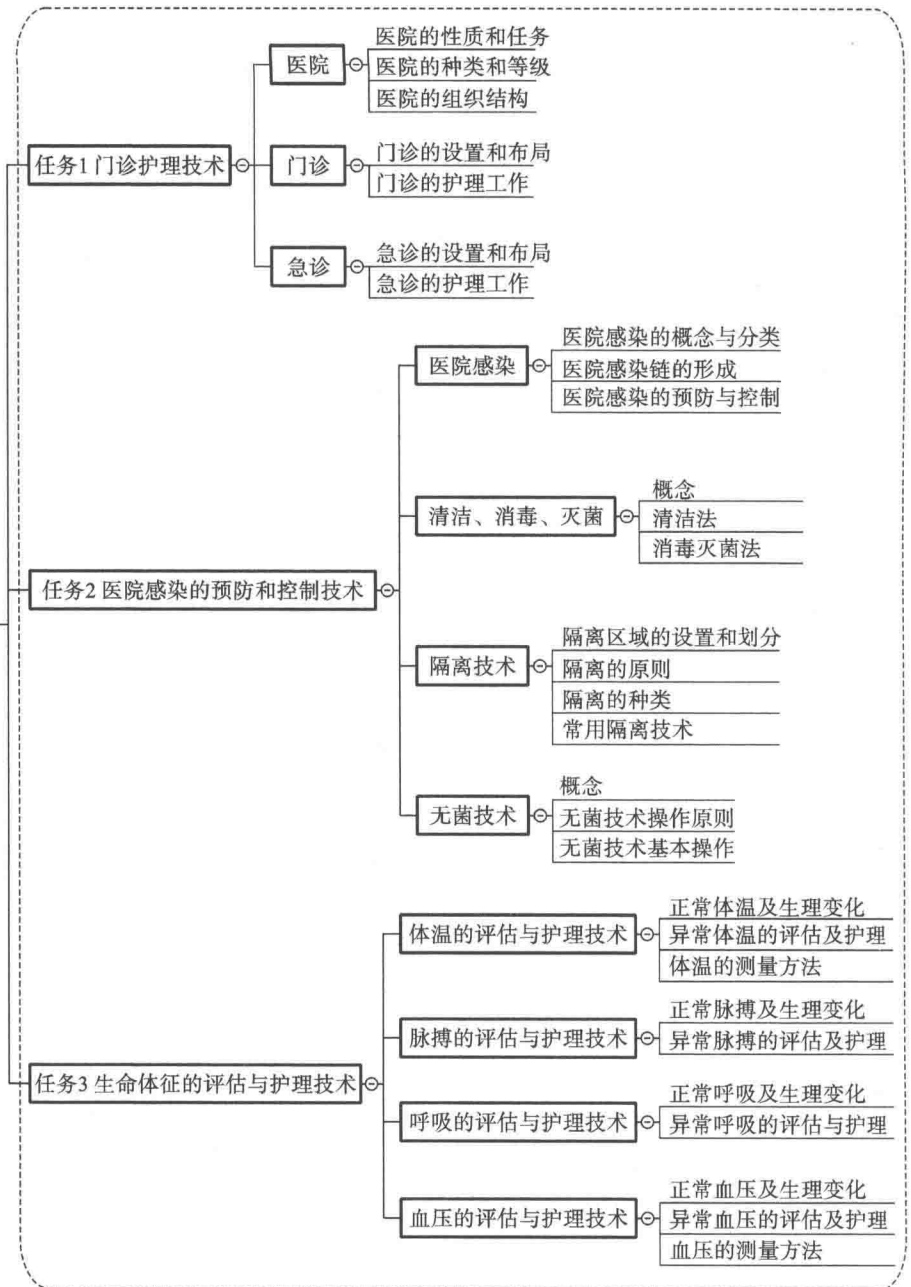 任务1 门诊护理技术
医院
医院的性质和任务
医院的种类和等级
医院的组织结构
门诊
门诊的设置和布局
门诊的护理工作
急诊
急诊的设置和布局
急诊的护理工作
任务2 医院感染的预防和控制技术
医院感染
医院感染的概念与分类
医院感染链的形成
医院感染的预防与控制
清洁、消毒、灭菌
概念
清洁法
消毒灭菌法
隔离技术
隔离区域的设置和划分
隔离的原则
隔离的种类
常用隔离技术
无菌技术
概念
无菌技术操作原则
无菌技术基本操作
任务3 生命体征的评估与护理技术
体温的评估与护理技术
正常体温及生理变化
异常体温的评估及护理
体温的测量方法
脉搏的评估与护理技术
正常脉搏及生理变化
异常脉搏的评估及护理
呼吸的评估与护理技术
正常呼吸及生理变化
异常呼吸的评估与护理
血压的评估与护理技术
正常血压及生理变化
异常血压的评估及护理
血压的测量方法